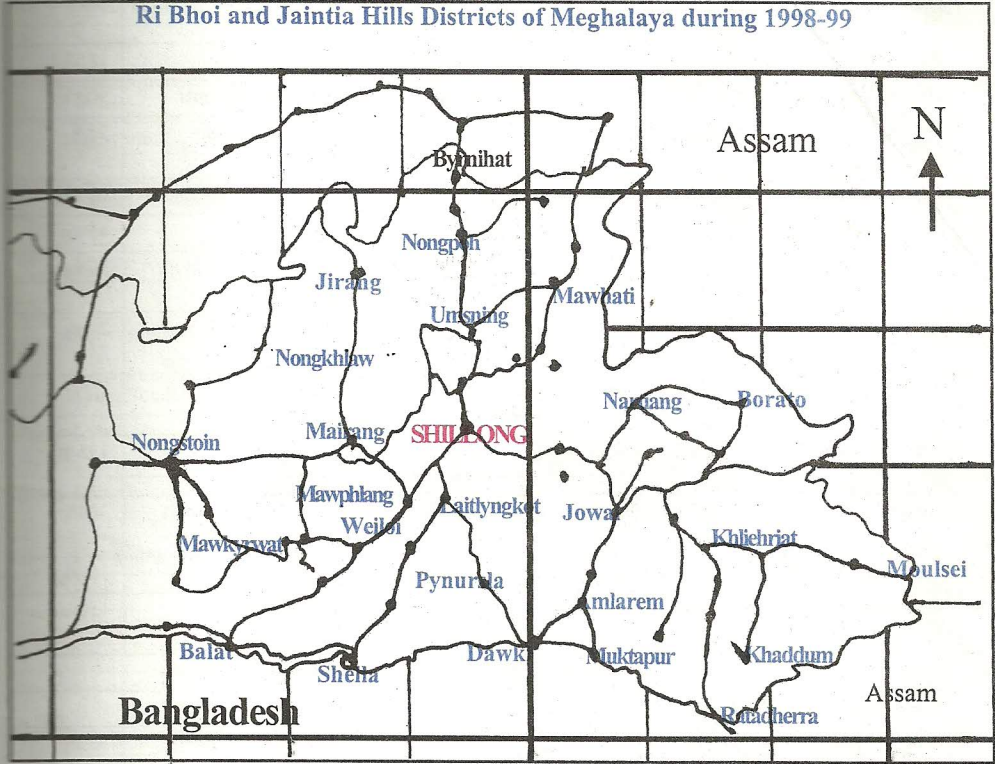 Ri Bhoi and Jaintia Hills Districts of Meghalaya during 1998-99
N
Assam
Byrnihat
Nongpoh
Jirang
Mawhati
Umsning
Nongkhlaw
Nartiang
Borato
Mairang
SHILLONG
Nongstoin
Mawphlang
Laitlyngkot
Jowai
Weiloi
Khliehriat
Mawkyrwat
Moulsei
Pynursla
Amlarem
Balat
Dawki
Muktapur
Khaddum
Shella
Assam
Bangladesh
Ratadherra